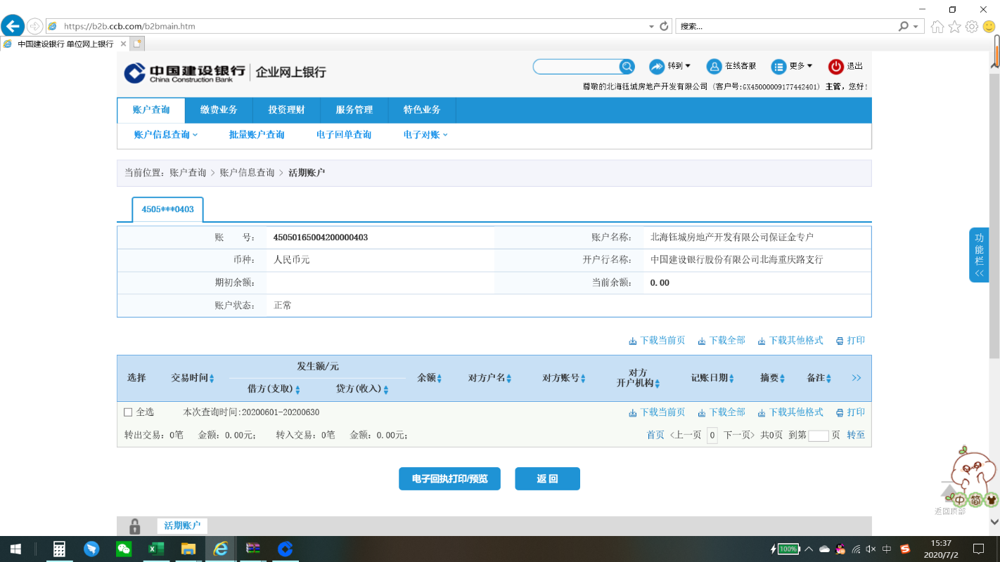 https://b2b.ccb.com/b2bmain.htm
搜索...
中国建设银行 单位网上银行
中国建设银行 企业网上银行
China Construction Bank
转到 在线客服 更多 退出
尊敬的北海钰城房地产开发有限公司 (客户号:GX45000009177442401) 主管，您好!
账户查询 缴费业务 投资理财 服务管理 特色业务
账户信息查询 批量账户查询 电子回单查询 电子对账
当前位置： 账户查询 > 账户信息查询 > 活期账户
4505***0403
账 号： 45050165004200000403 账户名称： 北海钰城房地产开发有限公司保证金专户
币种： 人民币元 开户行名称： 中国建设银行股份有限公司北海重庆路支行
期初余额： 当前余额： 0.00
账户状态： 正常
功能栏
<<
下载当前页 下载全部 下载其他格式 打印
选择 交易时间 发生额/元 借方(支取) 贷方(收入) 余额 对方户名 对方账号 对方开户机构 记账日期 摘要 备注 >>
全选 本次查询时间:20200601-20200630 下载当前页 下载全部 下载其他格式 打印
转出交易：0笔 金额：0.00元; 转入交易：0笔 金额：0.00元; 首页 <上一页 0 下一页> 共0页 到第 页 转至
电子回执打印/预览 返 回
中 简
返回顶部
活期账户
100% 中 15:37
2020/7/2